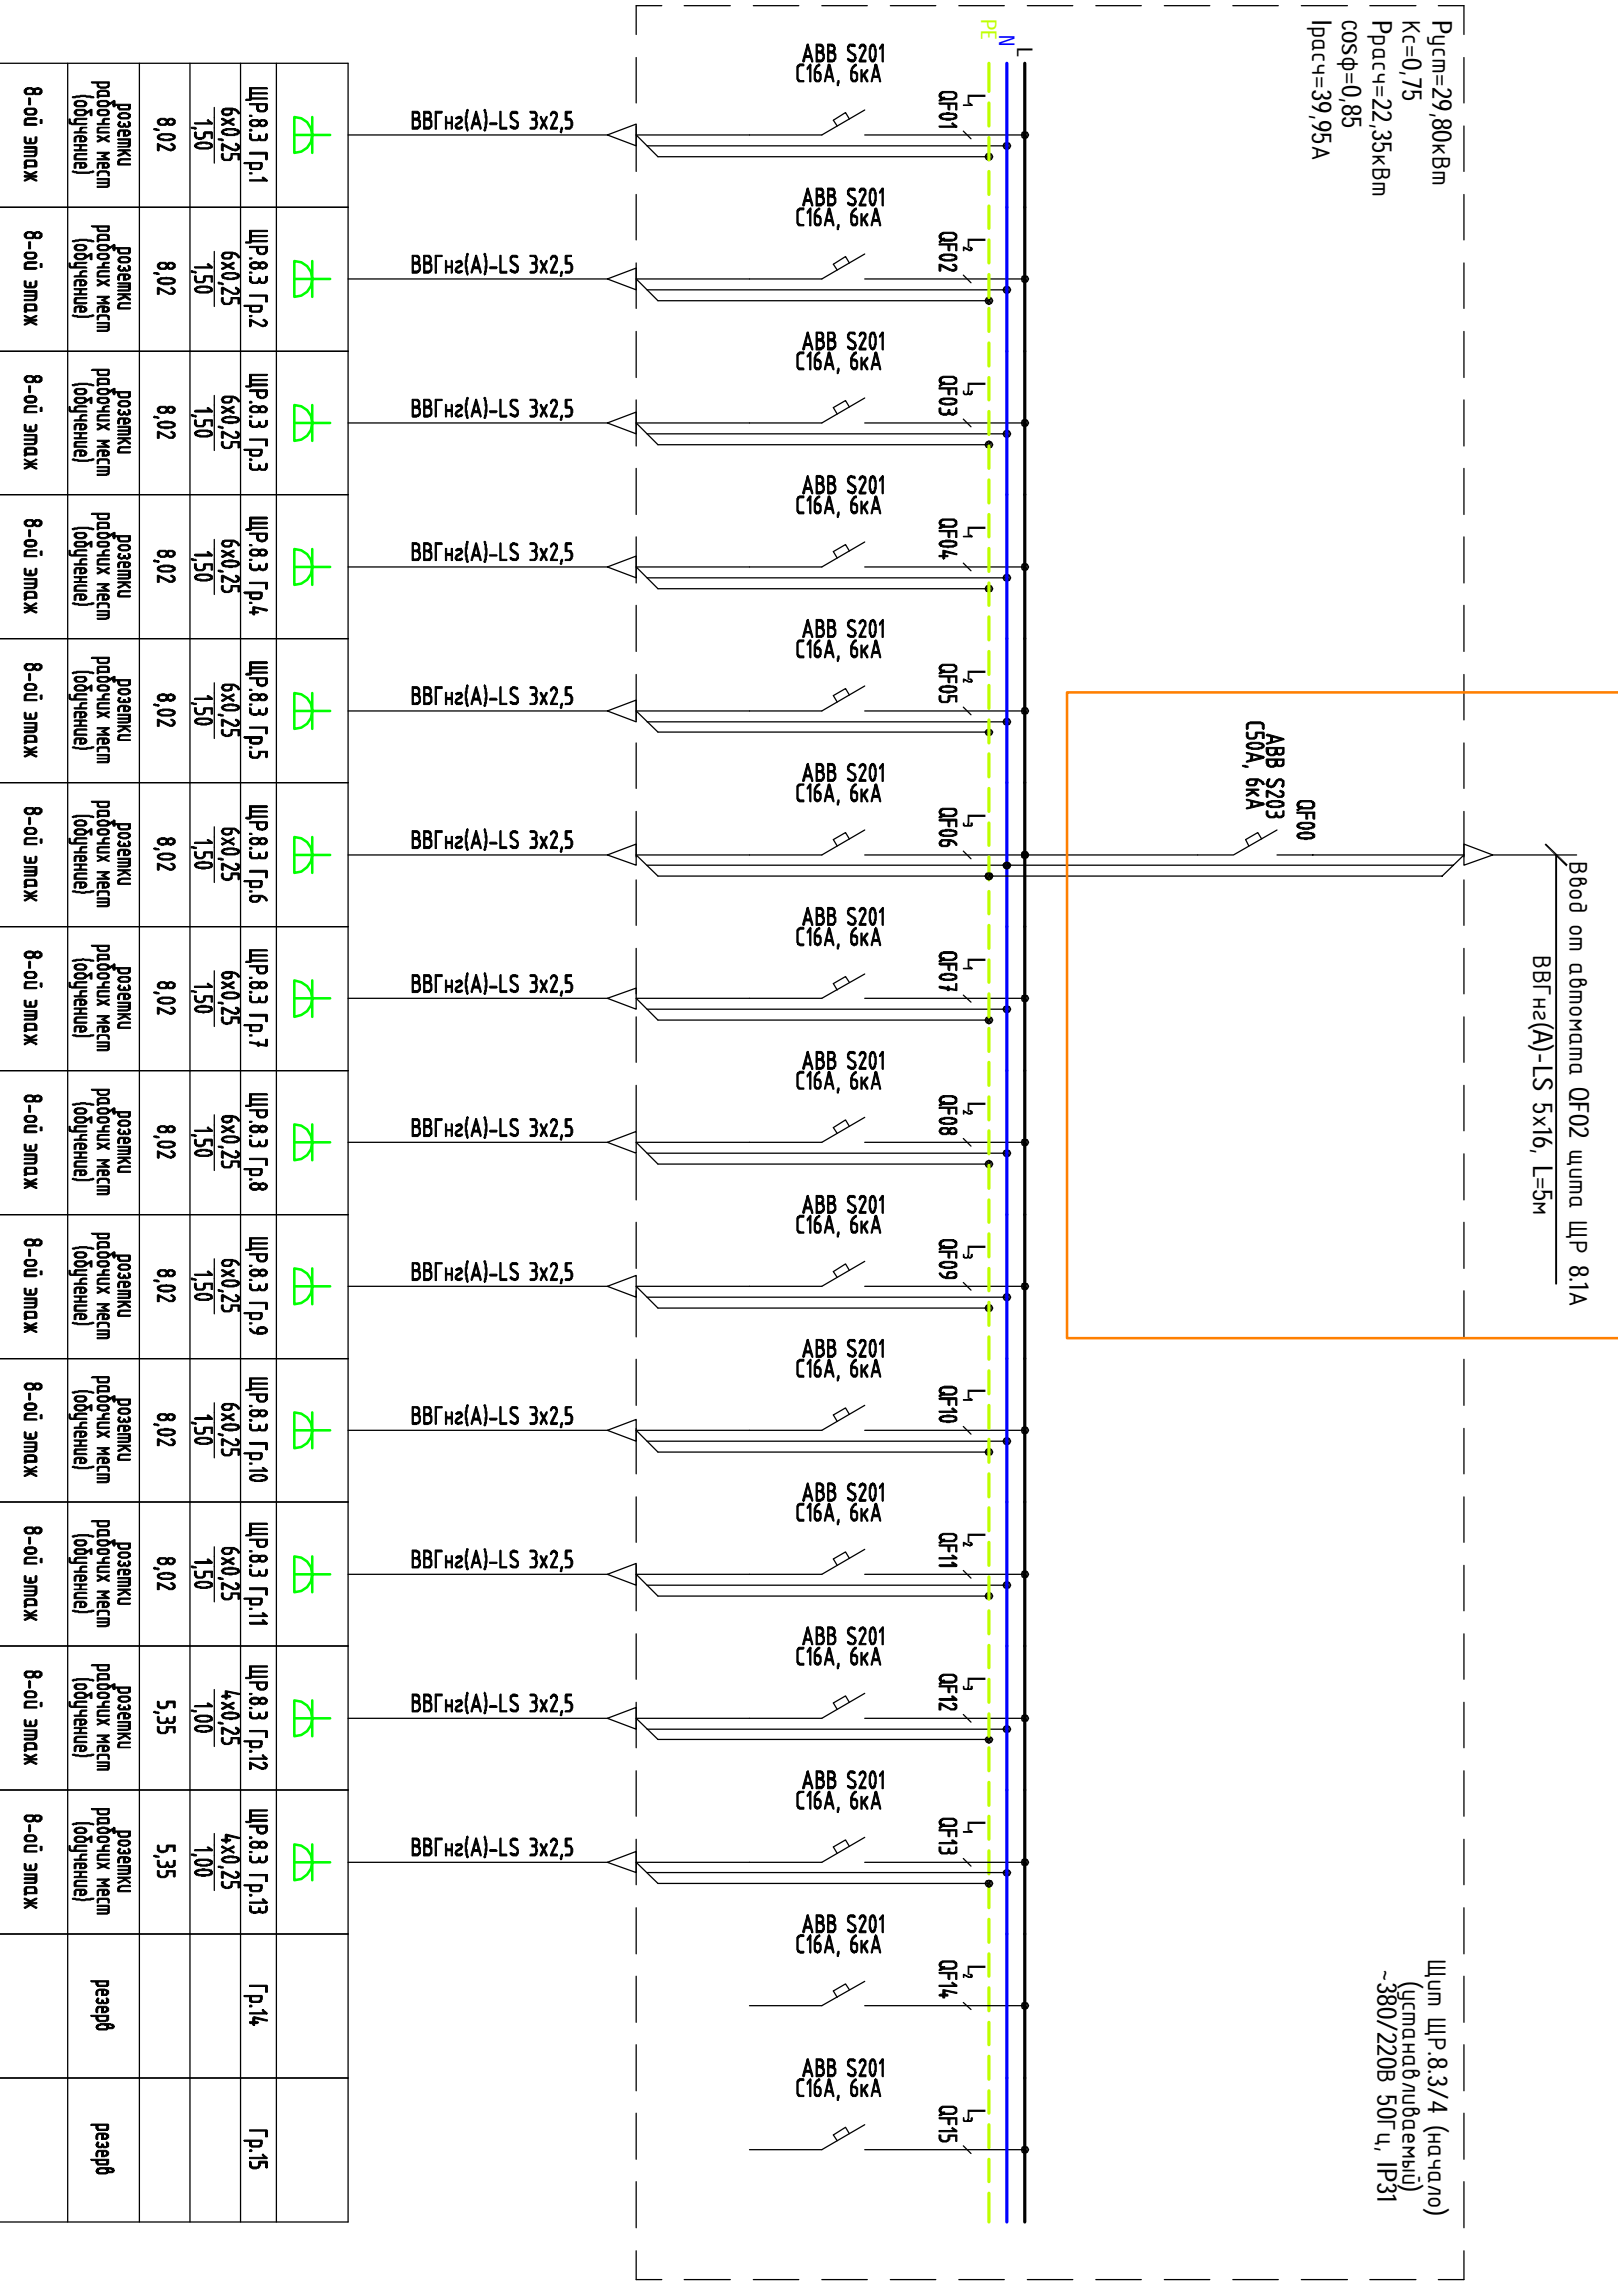 Pуст=29,80кВт
Kс=0,75
Pрасч=22,35кВт
cosφ=0,85
Iрасч=39,95А
Ввод от автомата QF02 щита ЩР 8.1А
ВВГнг(А)-LS 5х16, L=5м
Щит ЩР.8.3/4 (начало)
(устанавливаемый)
~380/220В 50Гц, IP31
QF00
ABB S203
C50A, 6кА
L
N
PE
L1
QF01
ABB S201
C16A, 6кА
L2
QF02
ABB S201
C16A, 6кА
L3
QF03
ABB S201
C16A, 6кА
L1
QF04
ABB S201
C16A, 6кА
L2
QF05
ABB S201
C16A, 6кА
L3
QF06
ABB S201
C16A, 6кА
L1
QF07
ABB S201
C16A, 6кА
L2
QF08
ABB S201
C16A, 6кА
L3
QF09
ABB S201
C16A, 6кА
L1
QF10
ABB S201
C16A, 6кА
L2
QF11
ABB S201
C16A, 6кА
L3
QF12
ABB S201
C16A, 6кА
L1
QF13
ABB S201
C16A, 6кА
L2
QF14
ABB S201
C16A, 6кА
L3
QF15
ABB S201
C16A, 6кА
ВВГнг(А)-LS 3х2,5
ВВГнг(А)-LS 3х2,5
ВВГнг(А)-LS 3х2,5
ВВГнг(А)-LS 3х2,5
ВВГнг(А)-LS 3х2,5
ВВГнг(А)-LS 3х2,5
ВВГнг(А)-LS 3х2,5
ВВГнг(А)-LS 3х2,5
ВВГнг(А)-LS 3х2,5
ВВГнг(А)-LS 3х2,5
ВВГнг(А)-LS 3х2,5
ВВГнг(А)-LS 3х2,5
ВВГнг(А)-LS 3х2,5
ЩР.8.3 Гр.1
6х0,25
1,50
8,02
розетки
рабочих мест
(обучение)
8-ой этаж
ЩР.8.3 Гр.2
6х0,25
1,50
8,02
розетки
рабочих мест
(обучение)
8-ой этаж
ЩР.8.3 Гр.3
6х0,25
1,50
8,02
розетки
рабочих мест
(обучение)
8-ой этаж
ЩР.8.3 Гр.4
6х0,25
1,50
8,02
розетки
рабочих мест
(обучение)
8-ой этаж
ЩР.8.3 Гр.5
6х0,25
1,50
8,02
розетки
рабочих мест
(обучение)
8-ой этаж
ЩР.8.3 Гр.6
6х0,25
1,50
8,02
розетки
рабочих мест
(обучение)
8-ой этаж
ЩР.8.3 Гр.7
6х0,25
1,50
8,02
розетки
рабочих мест
(обучение)
8-ой этаж
ЩР.8.3 Гр.8
6х0,25
1,50
8,02
розетки
рабочих мест
(обучение)
8-ой этаж
ЩР.8.3 Гр.9
6х0,25
1,50
8,02
розетки
рабочих мест
(обучение)
8-ой этаж
ЩР.8.3 Гр.10
6х0,25
1,50
8,02
розетки
рабочих мест
(обучение)
8-ой этаж
ЩР.8.3 Гр.11
6х0,25
1,50
8,02
розетки
рабочих мест
(обучение)
8-ой этаж
ЩР.8.3 Гр.12
4х0,25
1,00
5,35
розетки
рабочих мест
(обучение)
8-ой этаж
ЩР.8.3 Гр.13
4х0,25
1,00
5,35
розетки
рабочих мест
(обучение)
8-ой этаж
Гр.14
резерв
Гр.15
резерв